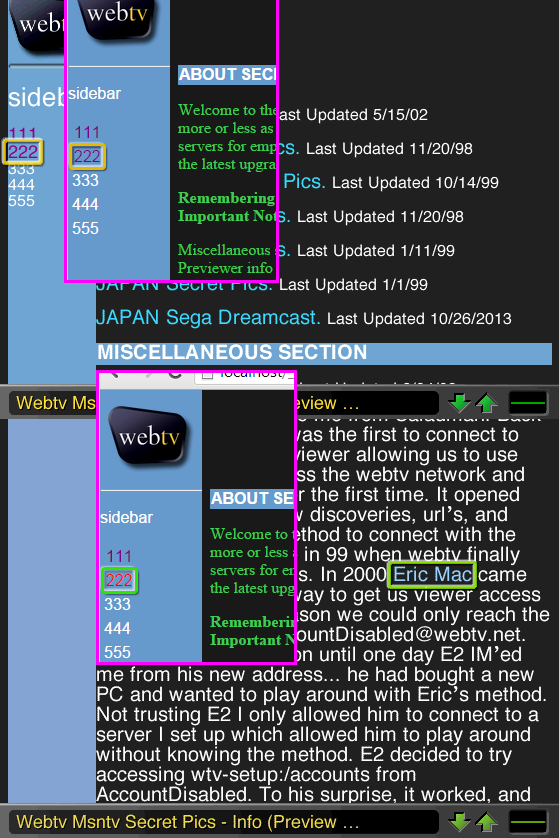 webtv
webtv
sideb
sidebar
111
222
333
444
555
111
222
333
444
555
ABOUT SECI
Welcome to the
more or less as
servers for emp
the latest upgra
Remembering
Important Not
Miscellaneous s
Previewer info
ast Updated 5/15/02
cs. Last Updated 11/20/98
Pics. Last Updated 10/14/99
s. Last Updated 11/20/98
s. Last Updated 1/11/99
JAPAN Secret Pics. Last Updated 1/1/99
JAPAN Sega Dreamcast. Last Updated 10/26/2013
MISCELLANEOUS SECTION
Webtv Ms
review …
localhost/
webtv
sidebar
111
222
333
444
555
ABOUT SE
Welcome to t
more or less
servers for en
the latest upg
Remembering
Important N
was the first to connect to
viewer allowing us to use
ss the webtv network and
r the first time. It opened
w discoveries, url's, and
ethod to connect with the
in 99 when webtv finally
s. In 2000 Eric Mac came
way to get us viewer access
ason we could only reach the
countDisabled@webtv.net.
on until one day E2 IM'ed
me from his new address... he had bought a new
PC and wanted to play around with Eric's method.
Not trusting E2 I only allowed him to connect to a
server I set up which allowed him to play around
without knowing the method. E2 decided to try
accessing wtv-setup:/accounts from
AccountDisabled. To his surprise, it worked, and
Webtv Msntv Secret Pics - Info (Preview …